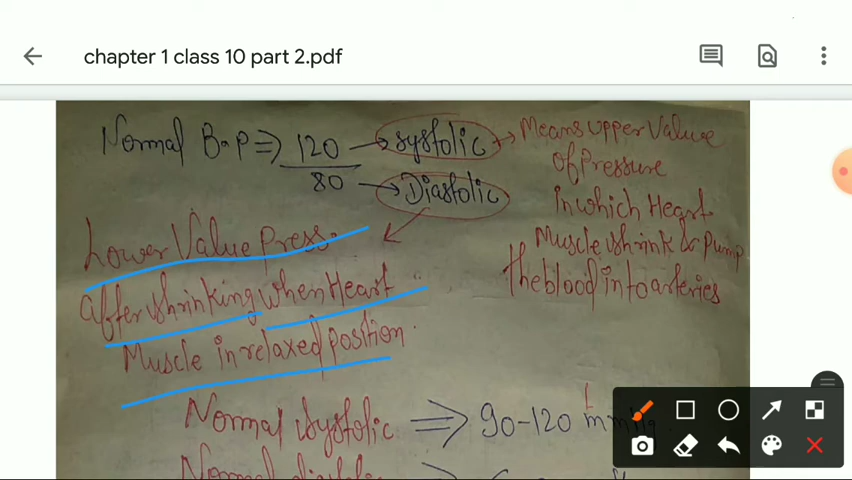 chapter 1 class 10 part 2.pdf
Normal B.P ⇒ 120 → systolic → Means upper Value
of Pressure
80 → Diastolic
in which Heart
Muscle shrink & pump
the blood into arteries
Lower Value press.
after shrinking when Heart
Muscle in relaxed position
Normal systolic ⇒ 90-120 mmHg
Normal